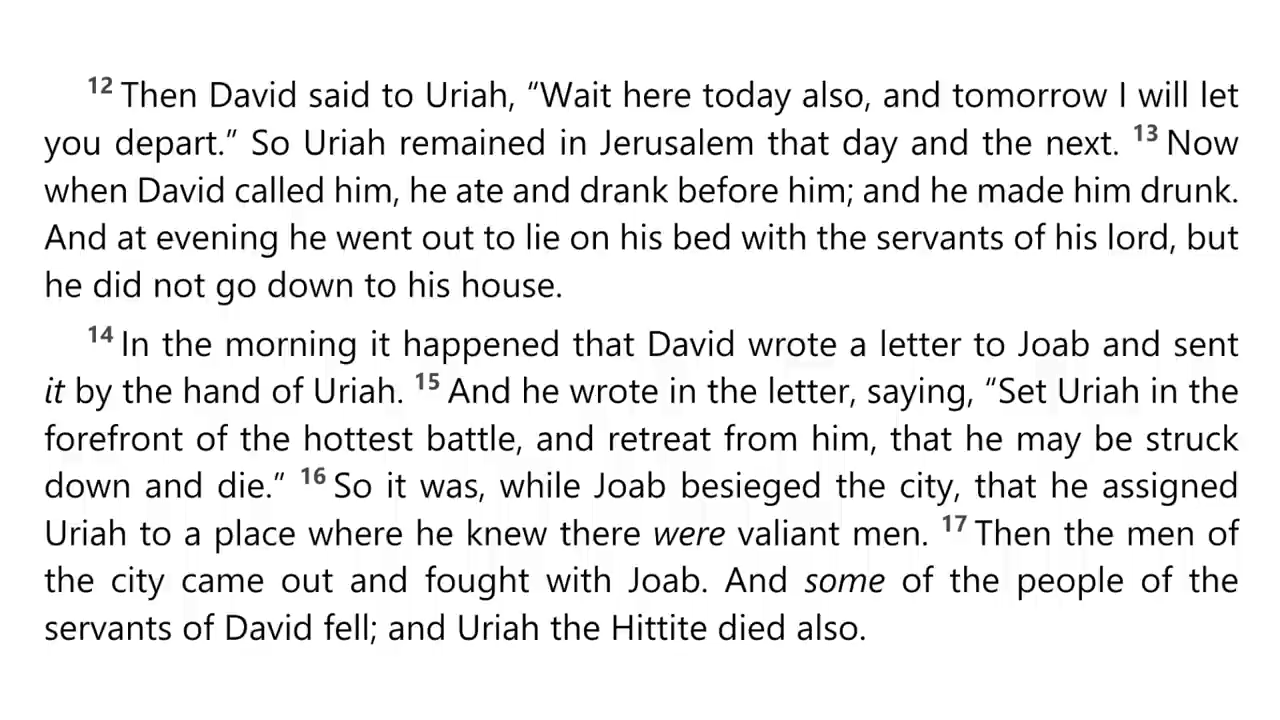 12 Then David said to Uriah, “Wait here today also, and tomorrow I will let
you depart.” So Uriah remained in Jerusalem that day and the next. 13 Now
when David called him, he ate and drank before him; and he made him drunk.
And at evening he went out to lie on his bed with the servants of his lord, but
he did not go down to his house.
14 In the morning it happened that David wrote a letter to Joab and sent
it by the hand of Uriah. 15 And he wrote in the letter, saying, “Set Uriah in the
forefront of the hottest battle, and retreat from him, that he may be struck
down and die.” 16 So it was, while Joab besieged the city, that he assigned
Uriah to a place where he knew there were valiant men. 17 Then the men of
the city came out and fought with Joab. And some of the people of the
servants of David fell; and Uriah the Hittite died also.